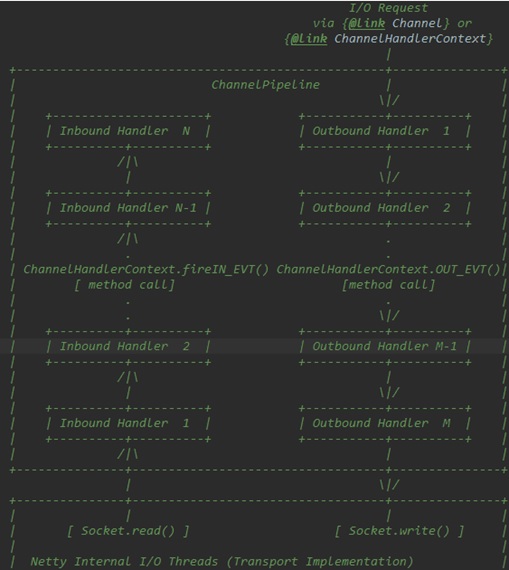 I/O Request
via {@link Channel} or
{@link ChannelHandlerContext}
|
+---------------------------------------------------+---------------+
|                           ChannelPipeline         |               |
|                                                  \|/              |
|    +---------------------+            +-----------+----------+    |
|    | Inbound Handler  N  |            | Outbound Handler  1  |    |
|    +----------+----------+            +-----------+----------+    |
|              /|\                                  |               |
|               |                                  \|/              |
|    +----------+----------+            +-----------+----------+    |
|    | Inbound Handler N-1 |            | Outbound Handler  2  |    |
|    +----------+----------+            +-----------+----------+    |
|              /|\                                  .               |
|               .                                   .               |
| ChannelHandlerContext.fireIN_EVT() ChannelHandlerContext.OUT_EVT()|
|        [ method call]                       [method call]         |
|               .                                   .               |
|               .                                  \|/              |
|    +----------+----------+            +-----------+----------+    |
|    | Inbound Handler  2  |            | Outbound Handler M-1 |    |
|    +----------+----------+            +-----------+----------+    |
|              /|\                                  |               |
|               |                                  \|/              |
|    +----------+----------+            +-----------+----------+    |
|    | Inbound Handler  1  |            | Outbound Handler  M  |    |
|    +----------+----------+            +-----------+----------+    |
|              /|\                                  |               |
+---------------+-----------------------------------+---------------+
|                                  \|/
+---------------+-----------------------------------+---------------+
|               |                                   |               |
|       [ Socket.read() ]                    [ Socket.write() ]     |
|                                                                   |
|  Netty Internal I/O Threads (Transport Implementation)            |